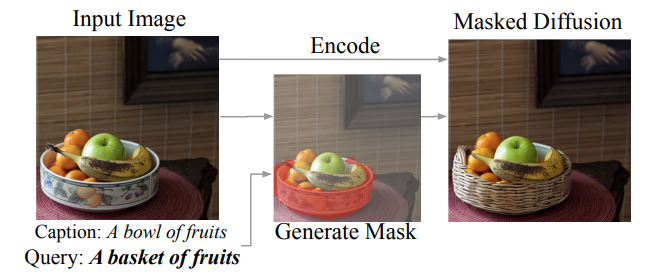 Input Image
Encode
Masked Diffusion
Generate Mask
Caption: A bowl of fruits
Query: A basket of fruits